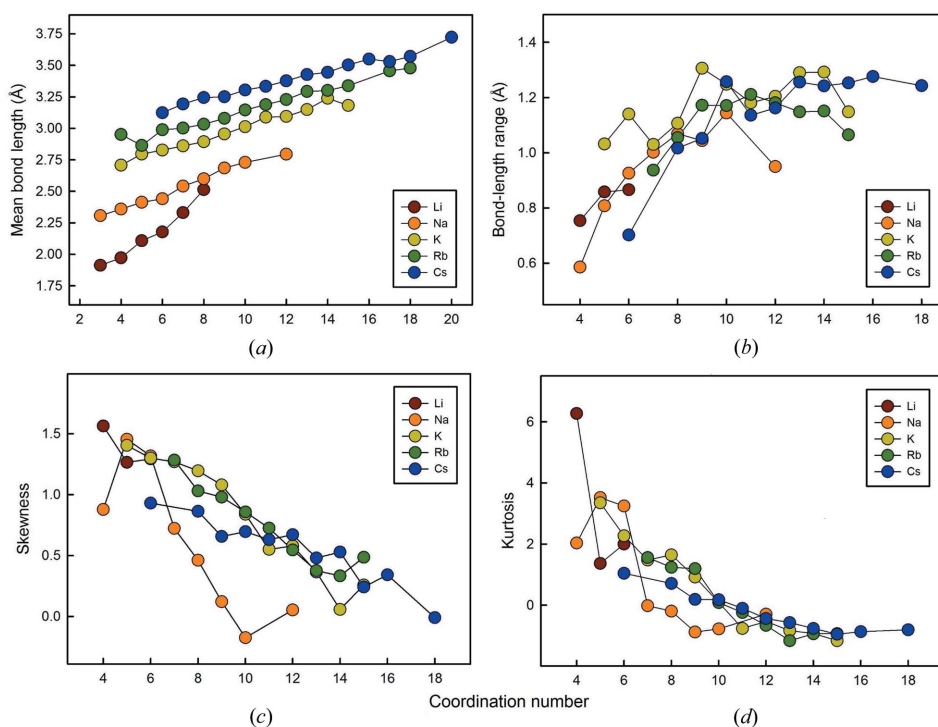 Mean bond length (Å)
3.75
3.50
3.25
3.00
2.75
2.50
2.25
2.00
1.75
2 4 6 8 10 12 14 16 18 20
Li
Na
K
Rb
Cs
(a)
Bond-length range (Å)
1.4
1.2
1.0
0.8
0.6
4 6 8 10 12 14 16 18
Li
Na
K
Rb
Cs
(b)
Skewness
1.5
1.0
0.5
0.0
4 6 8 10 12 14 16 18
Li
Na
K
Rb
Cs
(c)
Kurtosis
6
4
2
0
4 6 8 10 12 14 16 18
Li
Na
K
Rb
Cs
(d)
Coordination number